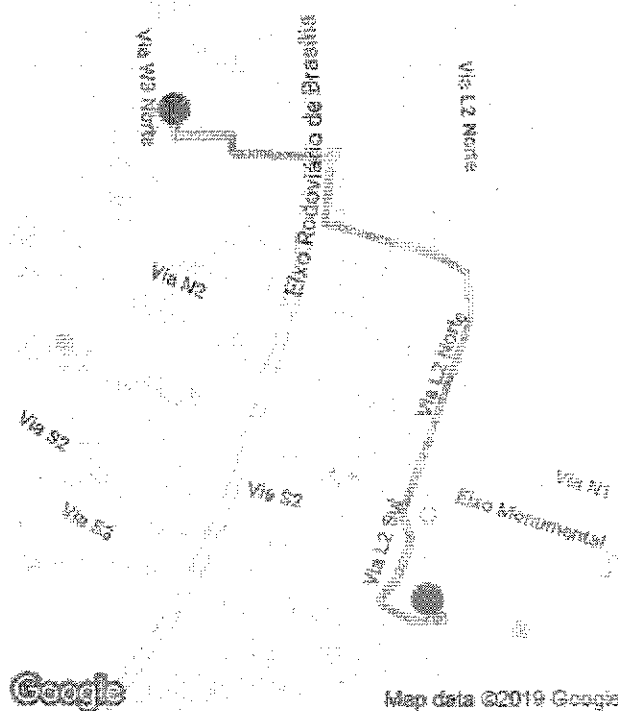 Via W3 Norte
Eixo Rodoviário de Brasília
Via L2 Norte
Via N2
Via L2 Norte
Via S2
Via S2
Via N1
Eixo Monumental
Via S3
Via L2 Sul
Google
Map data ©2019 Google